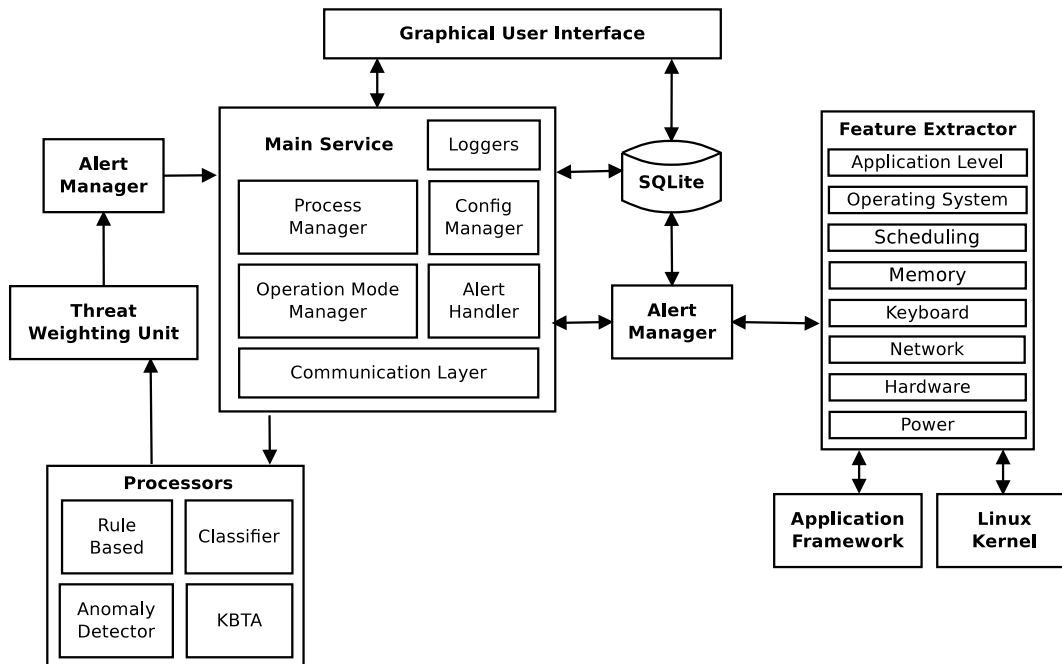 Graphical User Interface
Main Service
Loggers
Process
Manager
Config
Manager
Operation Mode
Manager
Alert
Handler
Communication Layer
Alert
Manager
Threat
Weighting Unit
Processors
Rule
Based
Classifier
Anomaly
Detector
KBTA
SQLite
Alert
Manager
Feature Extractor
Application Level
Operating System
Scheduling
Memory
Keyboard
Network
Hardware
Power
Application
Framework
Linux
Kernel